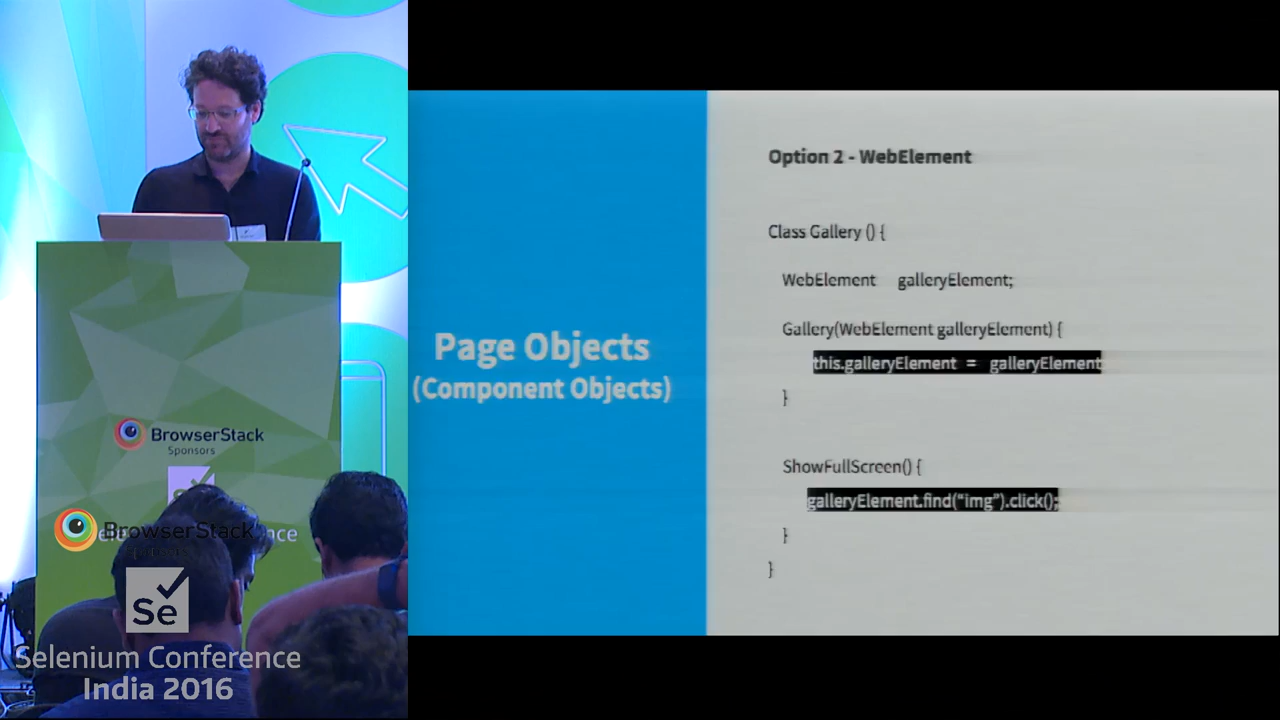 BrowserStack
Sponsors
Se
BrowserStack
Se
Selenium Conference
India 2016
Page Objects
(Component Objects)
Option 2 - WebElement
Class Gallery () {
WebElement galleryElement;
Gallery(WebElement galleryElement) {
this.galleryElement = galleryElement
}
ShowFullScreen() {
galleryElement.find(“img”).click();
}
}